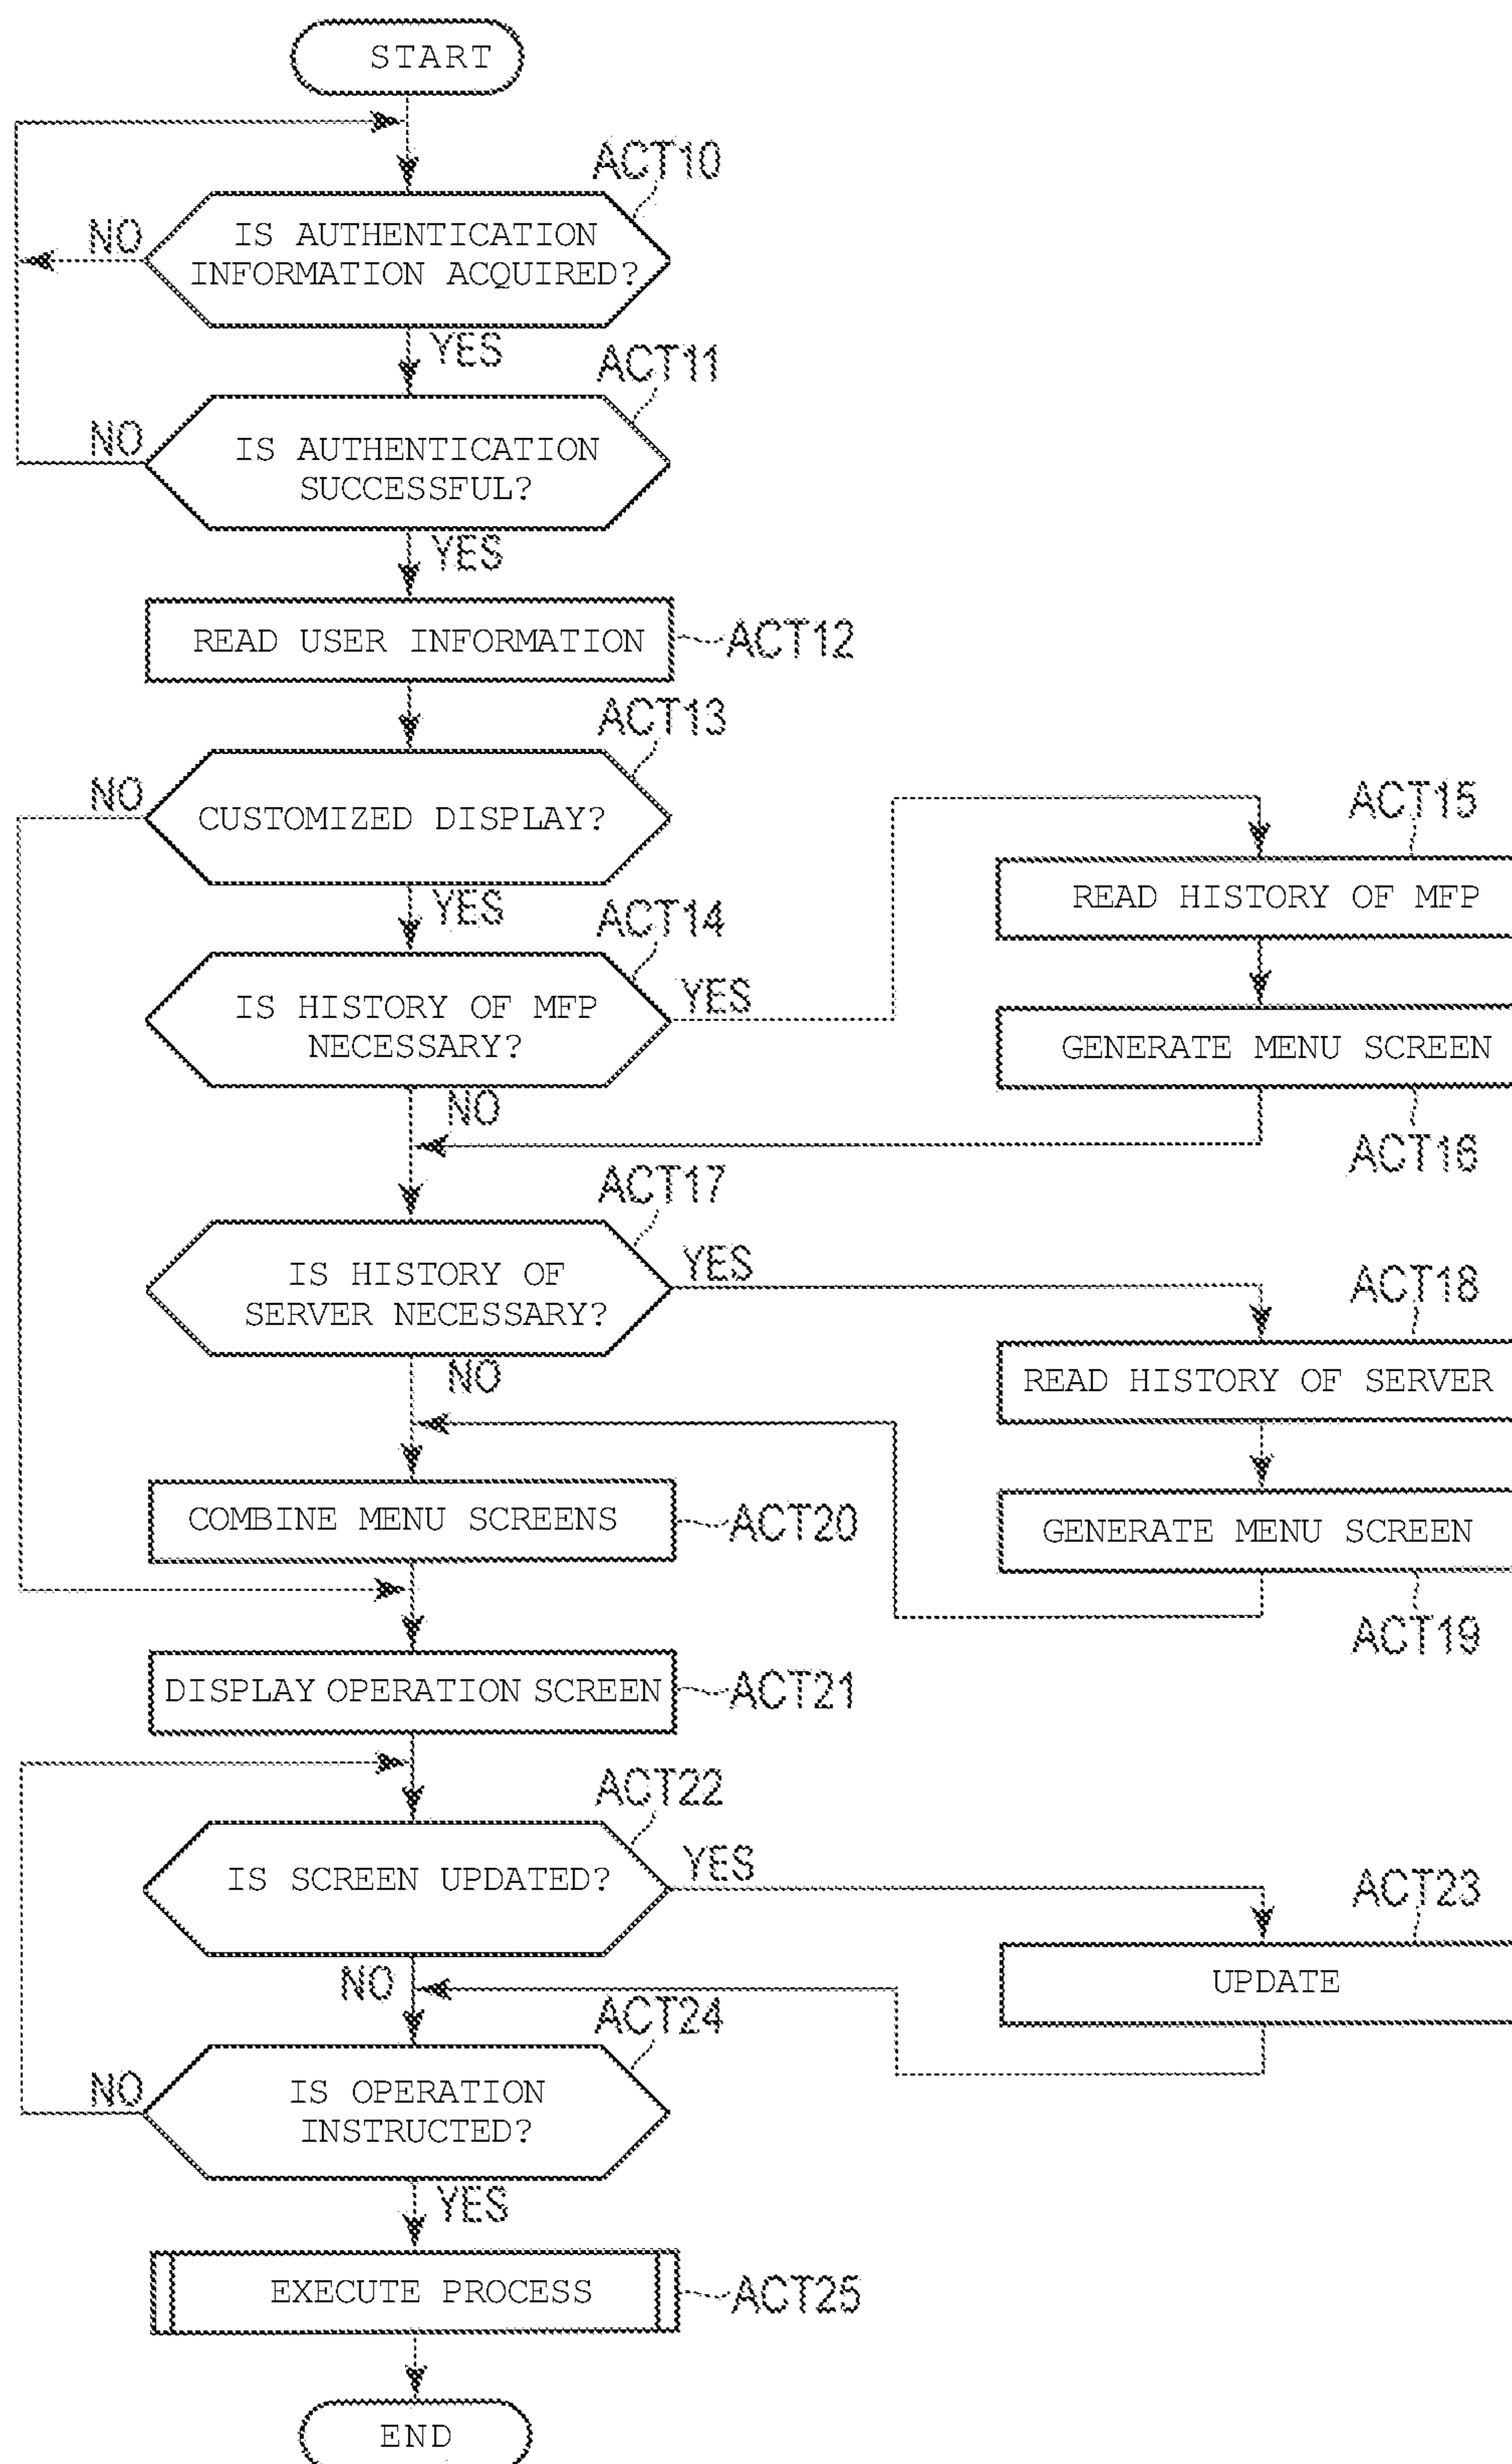 START
ACT10
NO
IS AUTHENTICATION
INFORMATION ACQUIRED?
YES
ACT11
NO
IS AUTHENTICATION
SUCCESSFUL?
YES
READ USER INFORMATION
ACT12
ACT13
NO
CUSTOMIZED DISPLAY?
YES
ACT14
IS HISTORY OF MFP
NECESSARY?
YES
NO
ACT15
READ HISTORY OF MFP
GENERATE MENU SCREEN
ACT16
ACT17
IS HISTORY OF
SERVER NECESSARY?
YES
NO
ACT18
READ HISTORY OF SERVER
GENERATE MENU SCREEN
ACT19
COMBINE MENU SCREENS
ACT20
DISPLAY OPERATION SCREEN
ACT21
ACT22
IS SCREEN UPDATED?
YES
NO
ACT23
UPDATE
ACT24
NO
IS OPERATION
INSTRUCTED?
YES
EXECUTE PROCESS
ACT25
END